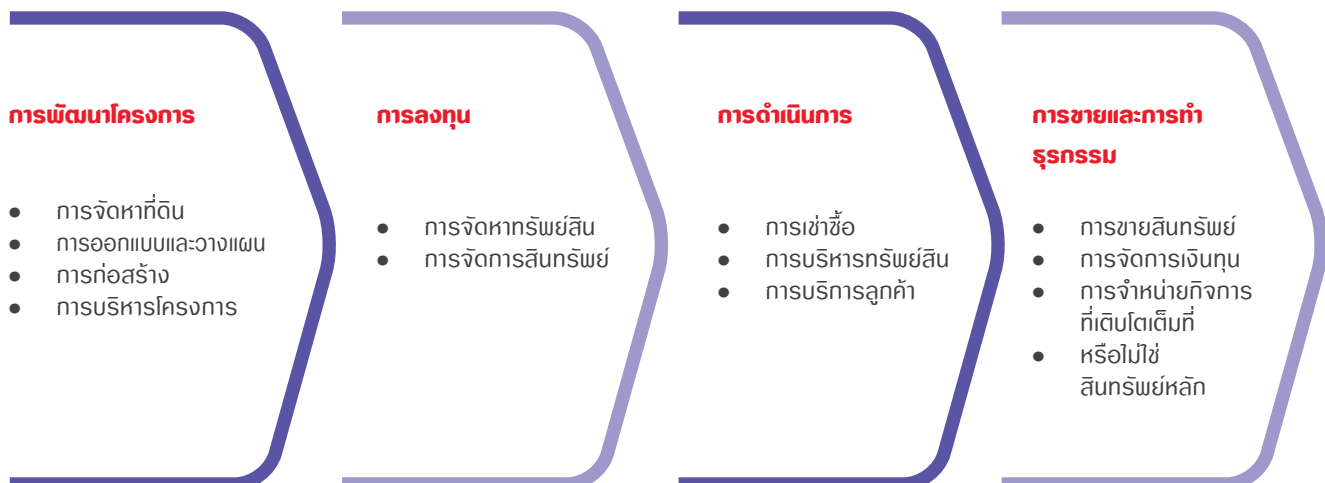 การพัฒนาโครงการ
● การจัดหาที่ดิน
● การออกแบบและวางแผน
● การก่อสร้าง
● การบริหารโครงการ
การลงทุน
● การจัดหาทรัพย์สิน
● การจัดการสินทรัพย์
การดำเนินการ
● การเช่าซื้อ
● การบริหารทรัพย์สิน
● การบริการลูกค้า
การขายและการทำ
ธุรกรรม
● การขายสินทรัพย์
● การจัดการเงินทุน
● การจำหน่ายกิจการ
ที่เติบโตเต็มที่
● หรือไม่ใช่
สินทรัพย์หลัก